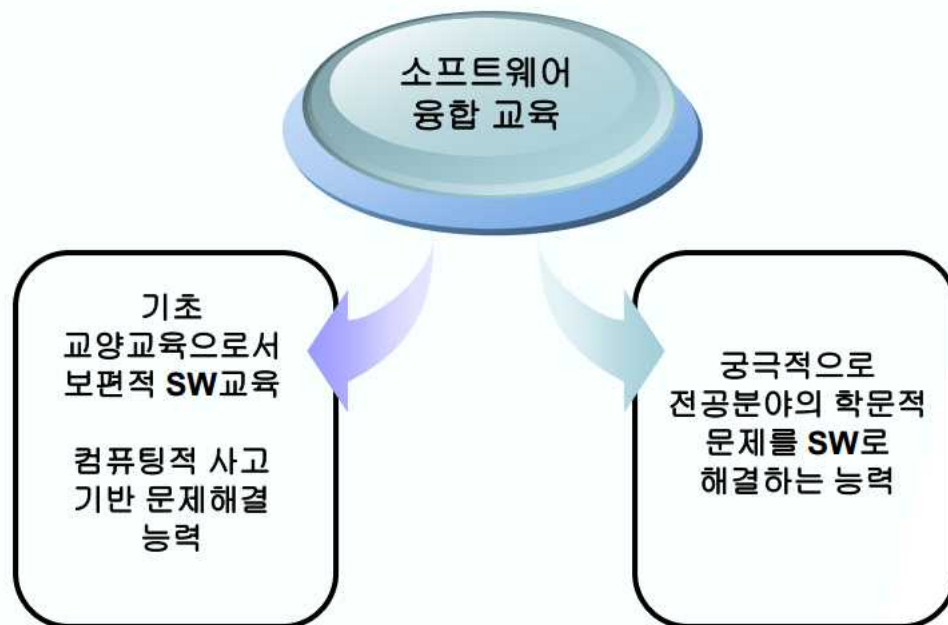 소프트웨어
융합 교육
기초
교양교육으로서
보편적 SW교육
컴퓨팅적 사고
기반 문제해결
능력
궁극적으로
전공분야의 학문적
문제를 SW로
해결하는 능력